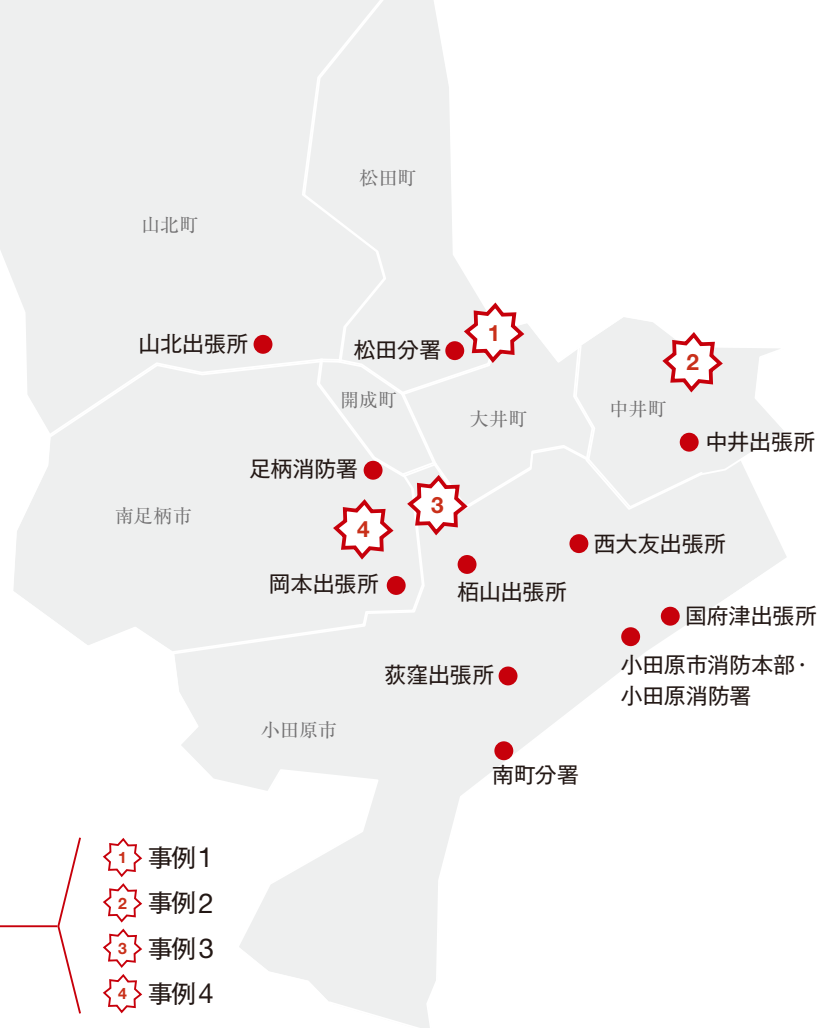 松田町
山北町
1
山北出張所
松田分署
2
開成町
大井町
中井町
中井出張所
足柄消防署
3
南足柄市
4
西大友出張所
岡本出張所
栢山出張所
国府津出張所
小田原市消防本部・
小田原消防署
荻窪出張所
小田原市
南町分署
1 事例1
2 事例2
3 事例3
4 事例4